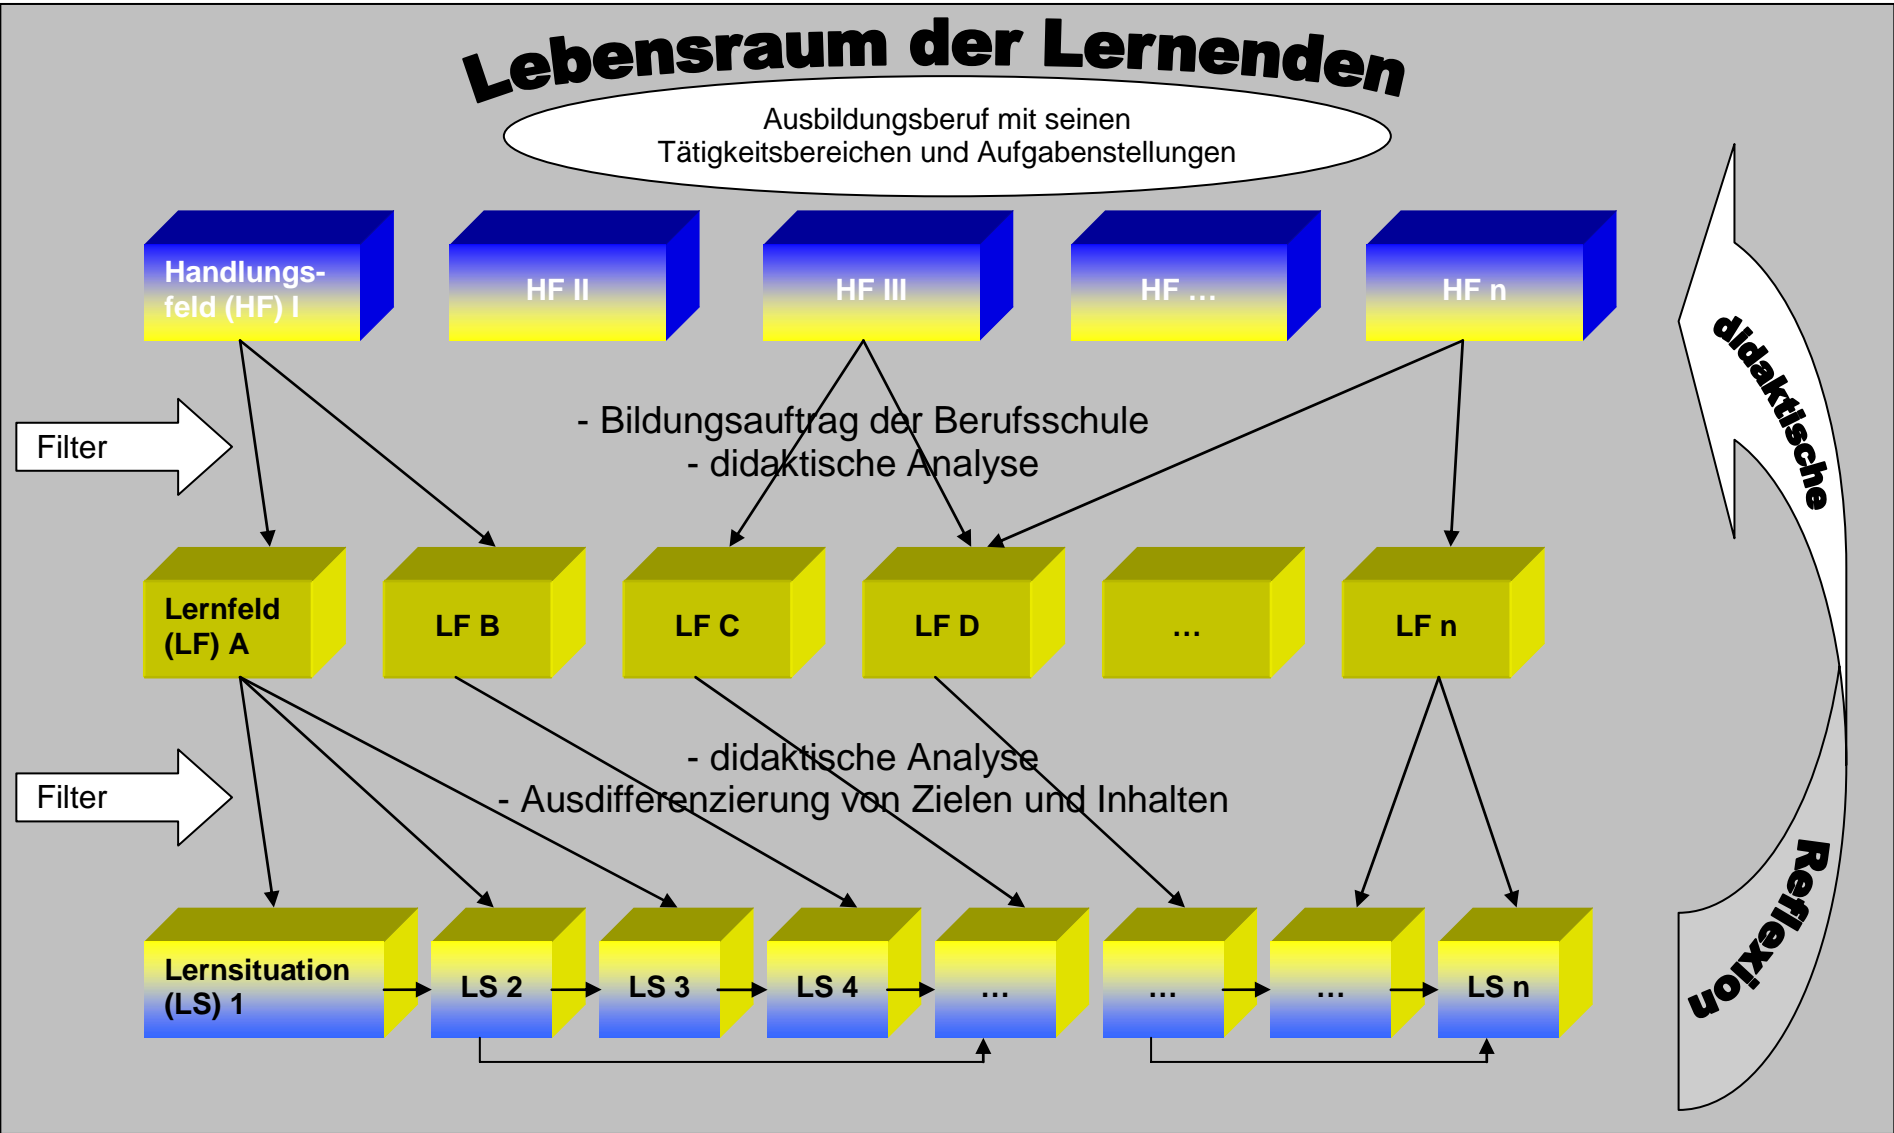 Lebensraum der Lernenden
Ausbildungsberuf mit seinen
Tätigkeitsbereichen und Aufgabenstellungen
Handlungs-
feld (HF) I
HF II
HF III
HF …
HF n
didaktische
Filter
- Bildungsauftrag der Berufsschule
- didaktische Analyse
Lernfeld
(LF) A
LF B
LF C
LF D
…
LF n
Filter
- didaktische Analyse
- Ausdifferenzierung von Zielen und Inhalten
Reflexion
Lernsituation
(LS) 1
LS 2
LS 3
LS 4
…
…
…
LS n